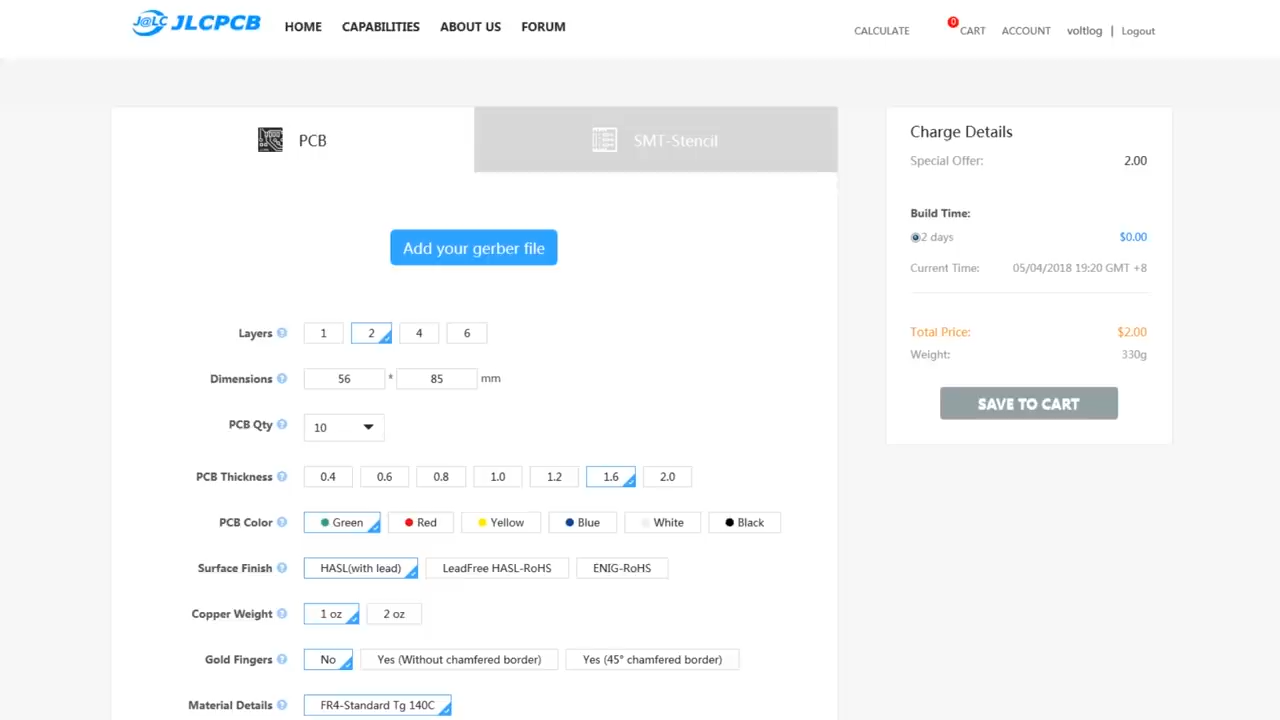 J@LC JLCPCB HOME CAPABILITIES ABOUT US FORUM CALCULATE 0 CART ACCOUNT voltlog | Logout
PCB SMT-Stencil
Add your gerber file
Layers ? 1 2 4 6
Dimensions ? 56 * 85 mm
PCB Qty ? 10
PCB Thickness ? 0.4 0.6 0.8 1.0 1.2 1.6 2.0
PCB Color ? Green Red Yellow Blue White Black
Surface Finish ? HASL(with lead) LeadFree HASL-RoHS ENIG-RoHS
Copper Weight ? 1 oz 2 oz
Gold Fingers ? No Yes (Without chamfered border) Yes (45° chamfered border)
Material Details ? FR4-Standard Tg 140C
Charge Details
Special Offer: 2.00
Build Time:
2 days $0.00
Current Time: 05/04/2018 19:20 GMT +8
Total Price: $2.00
Weight: 330g
SAVE TO CART